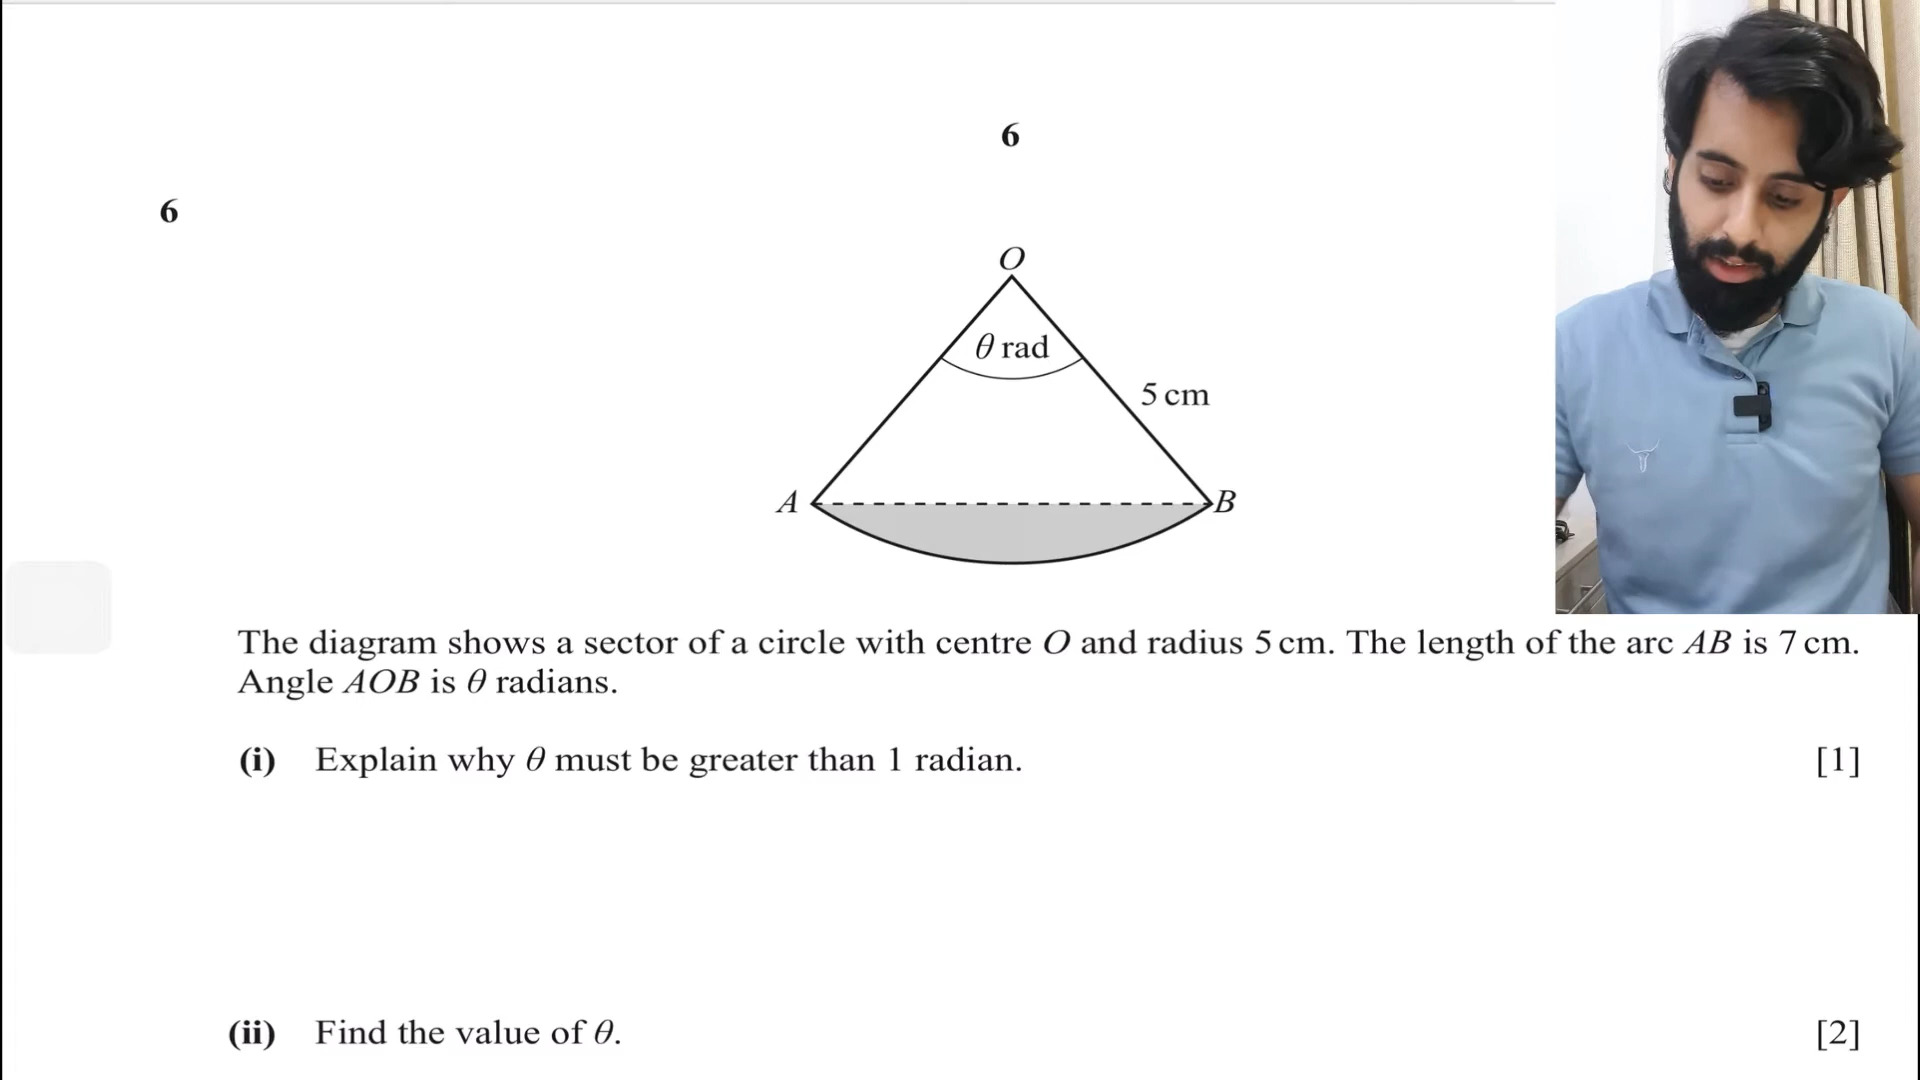 6
6
O
θ rad
5 cm
A
B
The diagram shows a sector of a circle with centre O and radius 5 cm. The length of the arc AB is 7 cm.
Angle AOB is θ radians.
(i) Explain why θ must be greater than 1 radian. [1]
(ii) Find the value of θ. [2]